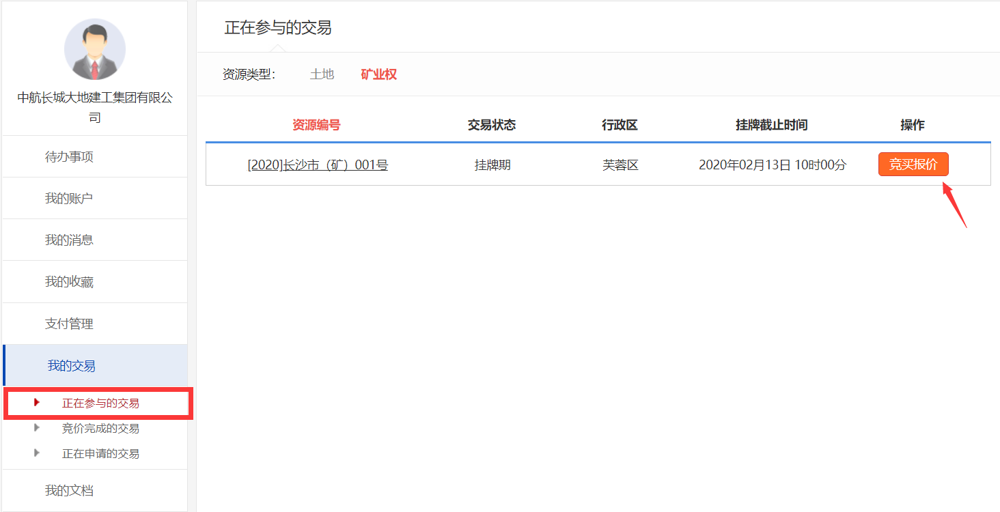 中航长城大地建工集团有限公
司
待办事项
我的账户
我的消息
我的收藏
支付管理
我的交易
正在参与的交易
竞价完成的交易
正在申请的交易
我的文档
正在参与的交易
资源类型： 土地 矿业权
资源编号 交易状态 行政区 挂牌截止时间 操作
[2020]长沙市（矿）001号 挂牌期 芙蓉区 2020年02月13日 10时00分 竞买报价